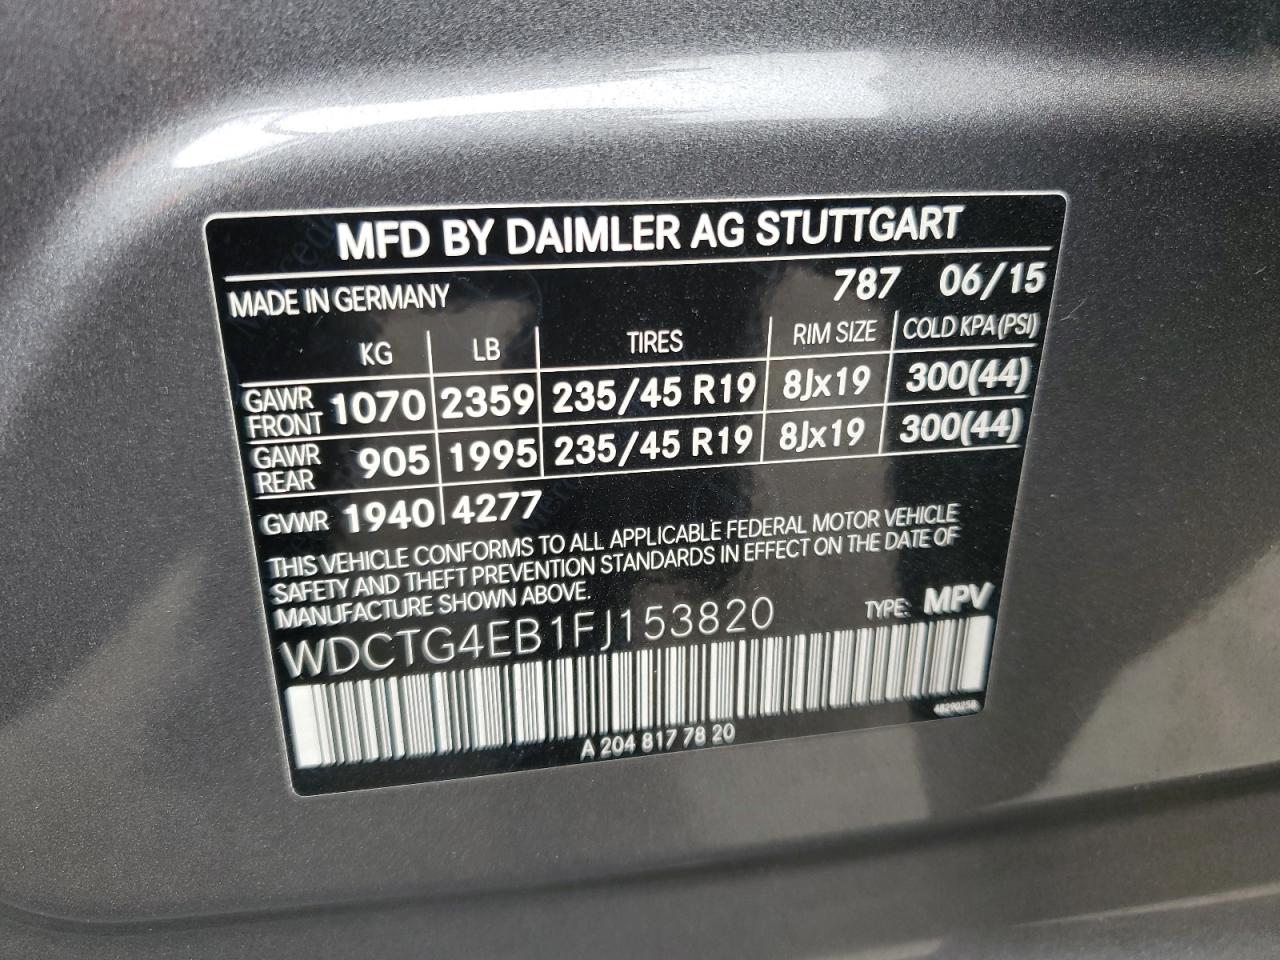 MFD BY DAIMLER AG STUTTGART
MADE IN GERMANY 787 06/15
KG LB TIRES RIM SIZE COLD KPA (PSI)
GAWR FRONT 1070 2359 235/45 R19 8Jx19 300(44)
GAWR REAR 905 1995 235/45 R19 8Jx19 300(44)
GVWR 1940 4277
THIS VEHICLE CONFORMS TO ALL APPLICABLE FEDERAL MOTOR VEHICLE
SAFETY AND THEFT PREVENTION STANDARDS IN EFFECT ON THE DATE OF
MANUFACTURE SHOWN ABOVE.
WDCTG4EB1FJ153820 TYPE: MPV
48290258
A 204 817 78 20